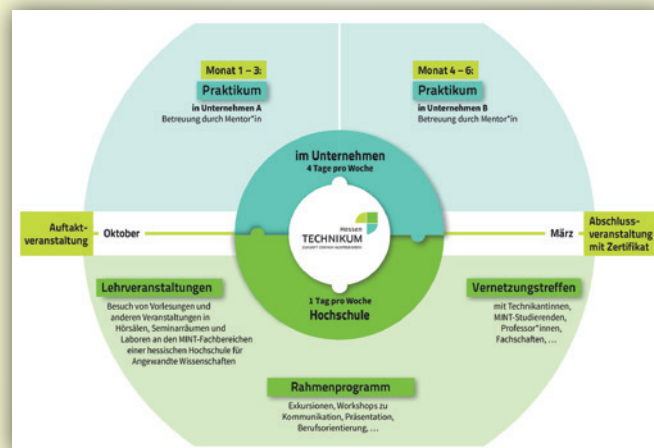 Monat 1 – 3:
Praktikum
in Unternehmen A
Betreuung durch Mentor*in
Monat 4 – 6:
Praktikum
in Unternehmen B
Betreuung durch Mentor*in
im Unternehmen
4 Tage pro Woche
Hessen
TECHNIKUM
ZUKUNFT EINFACH AUSPROBIEREN
Auftakt-
veranstaltung
Oktober
März
Abschluss-
veranstaltung
mit Zertifikat
1 Tag pro Woche
Hochschule
Lehrveranstaltungen
Besuch von Vorlesungen und
anderen Veranstaltungen in
Hörsälen, Seminarräumen und
Laboren an den MINT-Fachbereichen
einer hessischen Hochschule für
Angewandte Wissenschaften
Vernetzungstreffen
mit Technikantinnen,
MINT-Studierenden,
Professor*innen,
Fachschaften, ...
Rahmenprogramm
Exkursionen, Workshops zu
Kommunikation, Präsentation,
Berufsorientierung, ...